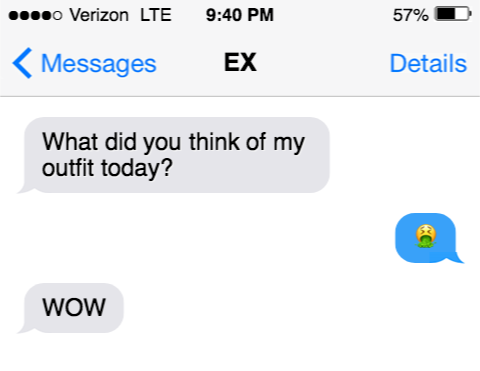 Verizon LTE 9:40 PM 57%
Messages EX Details
What did you think of my
outfit today?
🤮
WOW